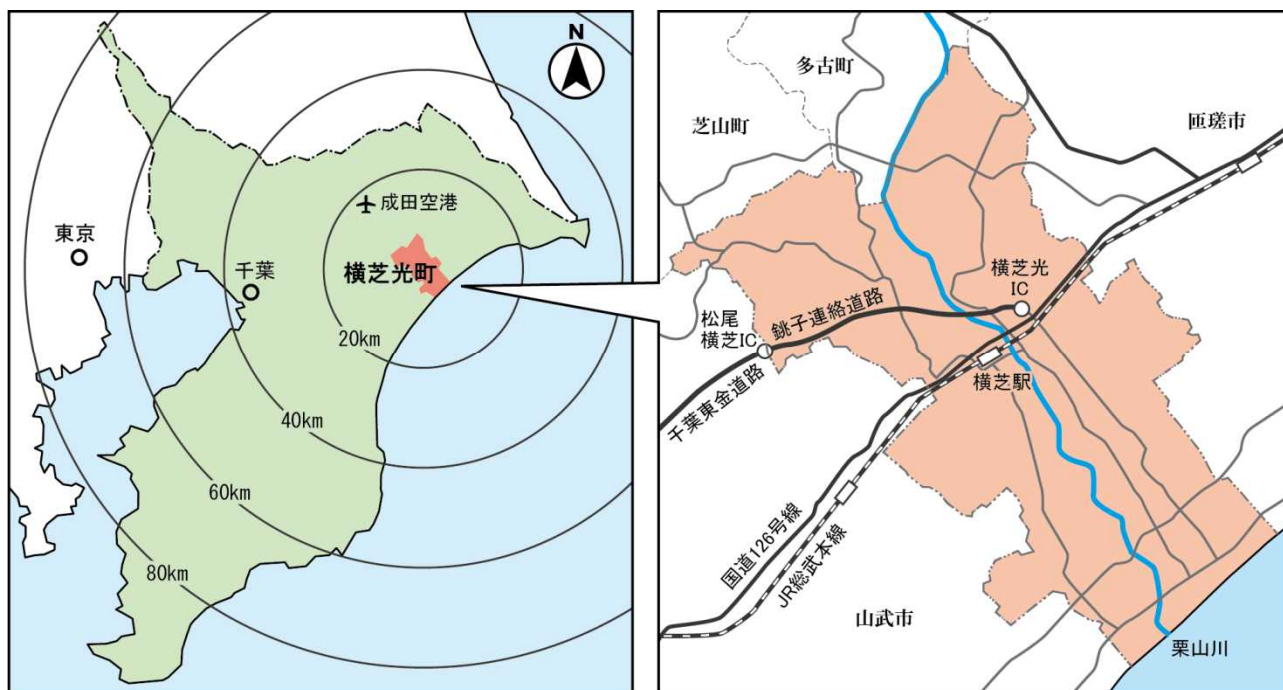 N
成田空港
東京
千葉
横芝光町
20km
40km
60km
80km
多古町
芝山町
匝瑳市
横芝光
IC
松尾
横芝IC
銚子連絡道路
千葉東金道路
横芝駅
国道126号線
JR総武本線
山武市
栗山川